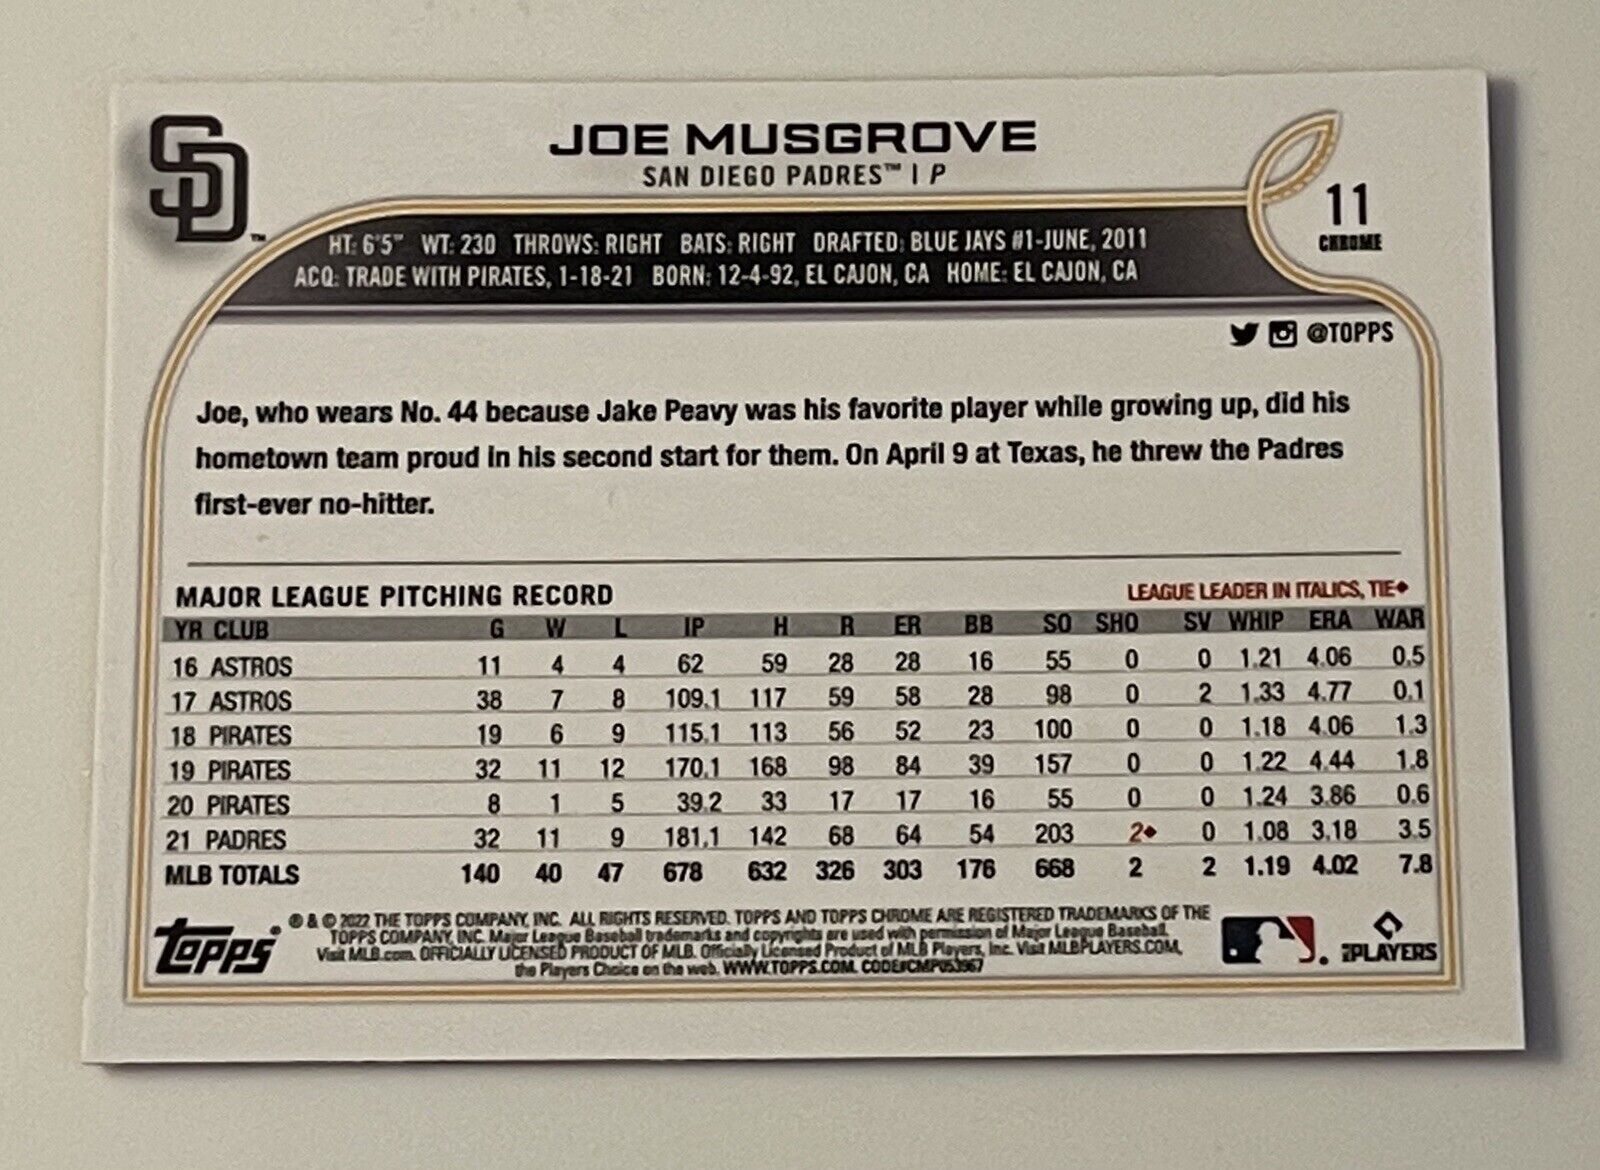 SD™
JOE MUSGROVE
SAN DIEGO PADRES™ | P
11
CHROME
HT: 6'5" WT: 230 THROWS: RIGHT BATS: RIGHT DRAFTED: BLUE JAYS #1-JUNE, 2011
ACQ: TRADE WITH PIRATES, 1-18-21 BORN: 12-4-92, EL CAJON, CA HOME: EL CAJON, CA
@TOPPS
Joe, who wears No. 44 because Jake Peavy was his favorite player while growing up, did his
hometown team proud in his second start for them. On April 9 at Texas, he threw the Padres
first-ever no-hitter.
MAJOR LEAGUE PITCHING RECORD LEAGUE LEADER IN ITALICS, TIE♦
YR CLUB G W L IP H R ER BB SO SHO SV WHIP ERA WAR
16 ASTROS 11 4 4 62 59 28 28 16 55 0 0 1.21 4.06 0.5
17 ASTROS 38 7 8 109.1 117 59 58 28 98 0 2 1.33 4.77 0.1
18 PIRATES 19 6 9 115.1 113 56 52 23 100 0 0 1.18 4.06 1.3
19 PIRATES 32 11 12 170.1 168 98 84 39 157 0 0 1.22 4.44 1.8
20 PIRATES 8 1 5 39.2 33 17 17 16 55 0 0 1.24 3.86 0.6
21 PADRES 32 11 9 181.1 142 68 64 54 203 2♦ 0 1.08 3.18 3.5
MLB TOTALS 140 40 47 678 632 326 303 176 668 2 2 1.19 4.02 7.8
Topps®
® & © 2022 THE TOPPS COMPANY, INC. ALL RIGHTS RESERVED. TOPPS AND TOPPS CHROME ARE REGISTERED TRADEMARKS OF THE
TOPPS COMPANY, INC. Major League Baseball trademarks and copyrights are used with permission of Major League Baseball.
Visit MLB.com. OFFICIALLY LICENSED PRODUCT OF MLB. Officially Licensed Product of MLB Players, Inc. Visit MLBPLAYERS.COM,
the Players Choice on the web. WWW.TOPPS.COM. CODE#CMP053967
MLB PLAYERS